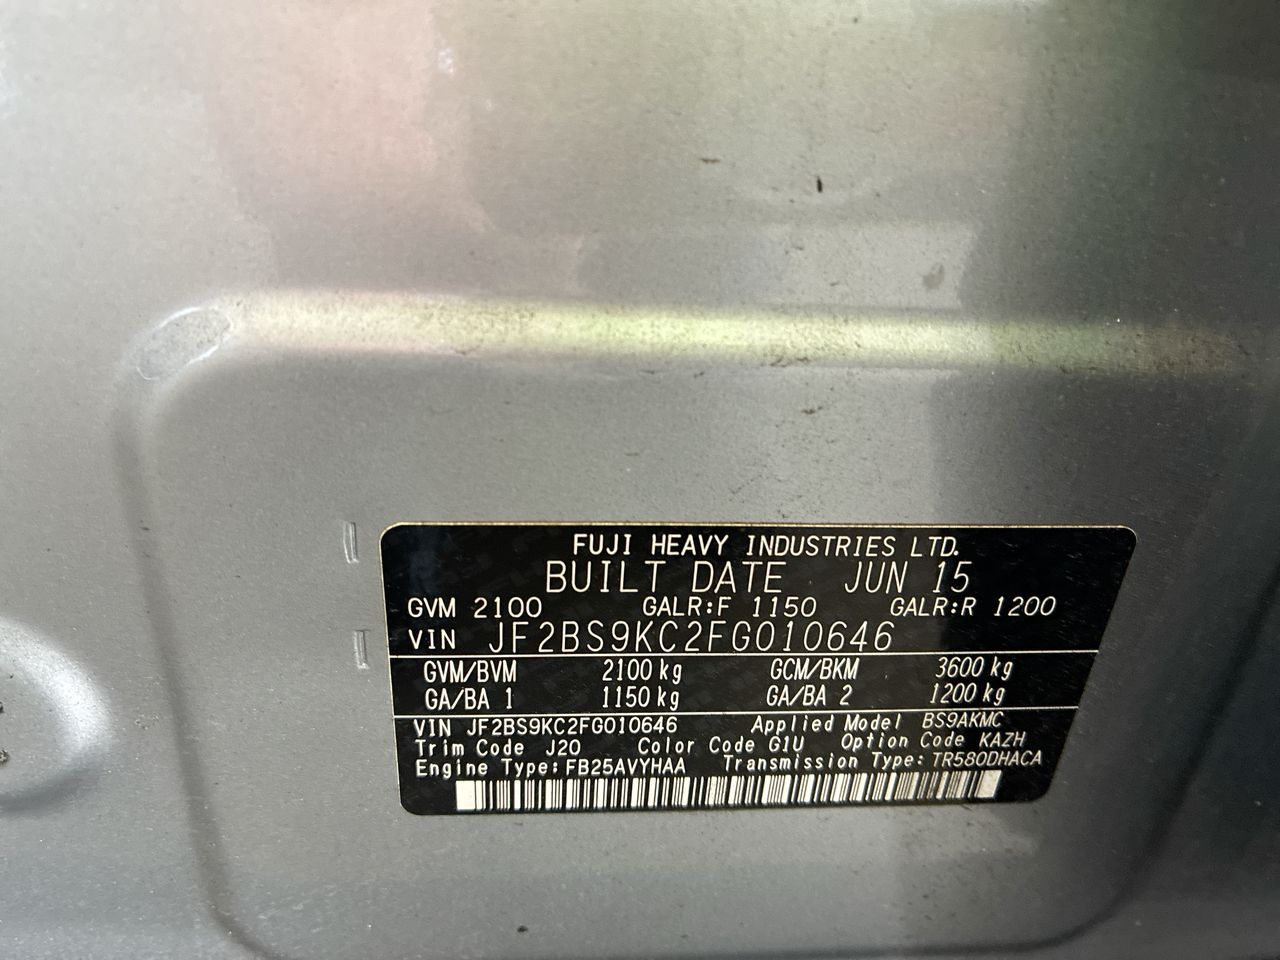 FUJI HEAVY INDUSTRIES LTD.
BUILT DATE JUN 15
GVM 2100 GALR:F 1150 GALR:R 1200
VIN JF2BS9KC2FG010646
GVM/BVM 2100 kg GCM/BKM 3600 kg
GA/BA 1 1150 kg GA/BA 2 1200 kg
VIN JF2BS9KC2FG010646 Applied Model BS9AKMC
Trim Code J20 Color Code G1U Option Code KAZH
Engine Type: FB25AVYHAA Transmission Type: TR580DHACA